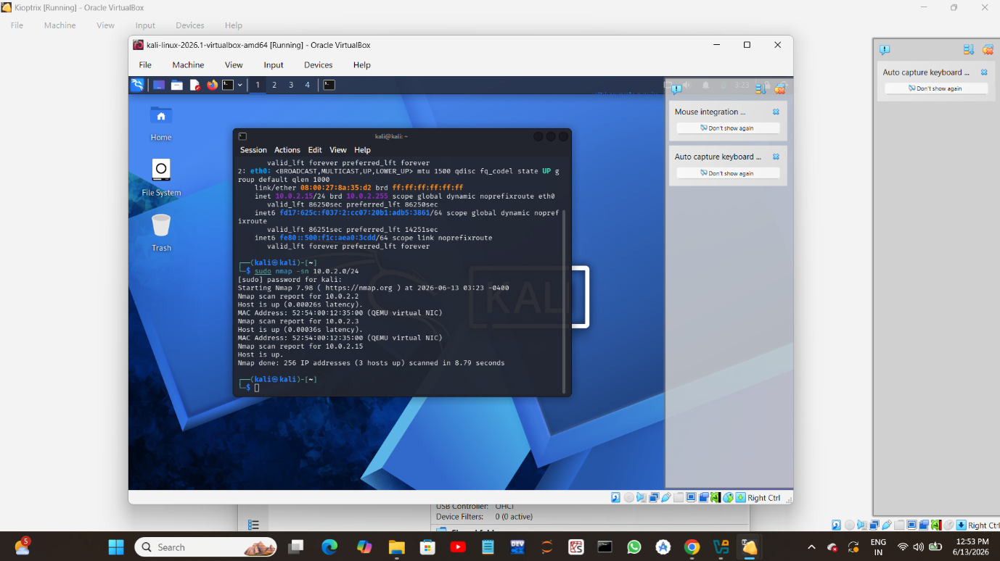 Kioptrix [Running] - Oracle VirtualBox
File Machine View Input Devices Help
kali-linux-2026.1-virtualbox-amd64 [Running] - Oracle VirtualBox
File Machine View Input Devices Help
1 2 3 4
3:23
Home
File System
Trash
kali@kali: ~
Session Actions Edit View Help
valid_lft forever preferred_lft forever
2: eth0: <BROADCAST,MULTICAST,UP,LOWER_UP> mtu 1500 qdisc fq_codel state UP g
roup default qlen 1000
link/ether 08:00:27:8a:35:d2 brd ff:ff:ff:ff:ff:ff
inet 10.0.2.15/24 brd 10.0.2.255 scope global dynamic noprefixroute eth0
valid_lft 86250sec preferred_lft 86250sec
inet6 fd17:625c:f037:2:cc07:20b1:adb5:3861/64 scope global dynamic nopref
ixroute
valid_lft 86251sec preferred_lft 14251sec
inet6 fe80::500:f1c:aea0:3cdd/64 scope link noprefixroute
valid_lft forever preferred_lft forever
┌──(kali㉿kali)-[~]
└─$ sudo nmap -sn 10.0.2.0/24
[sudo] password for kali:
Starting Nmap 7.98 ( https://nmap.org ) at 2026-06-13 03:23 -0400
Nmap scan report for 10.0.2.2
Host is up (0.00026s latency).
MAC Address: 52:54:00:12:35:00 (QEMU virtual NIC)
Nmap scan report for 10.0.2.3
Host is up (0.00036s latency).
MAC Address: 52:54:00:12:35:00 (QEMU virtual NIC)
Nmap scan report for 10.0.2.15
Host is up.
Nmap done: 256 IP addresses (3 hosts up) scanned in 8.79 seconds
┌──(kali㉿kali)-[~]
└─$
KALI
Mouse integration ...
Don't show again
Auto capture keyboard ...
Don't show again
Auto capture keyboard ...
Don't show again
Right Ctrl
USB Controller: OHCI
Device Filters: 0 (0 active)
Right Ctrl
5
Search
DEV
ENG
IN
12:53 PM
6/13/2026